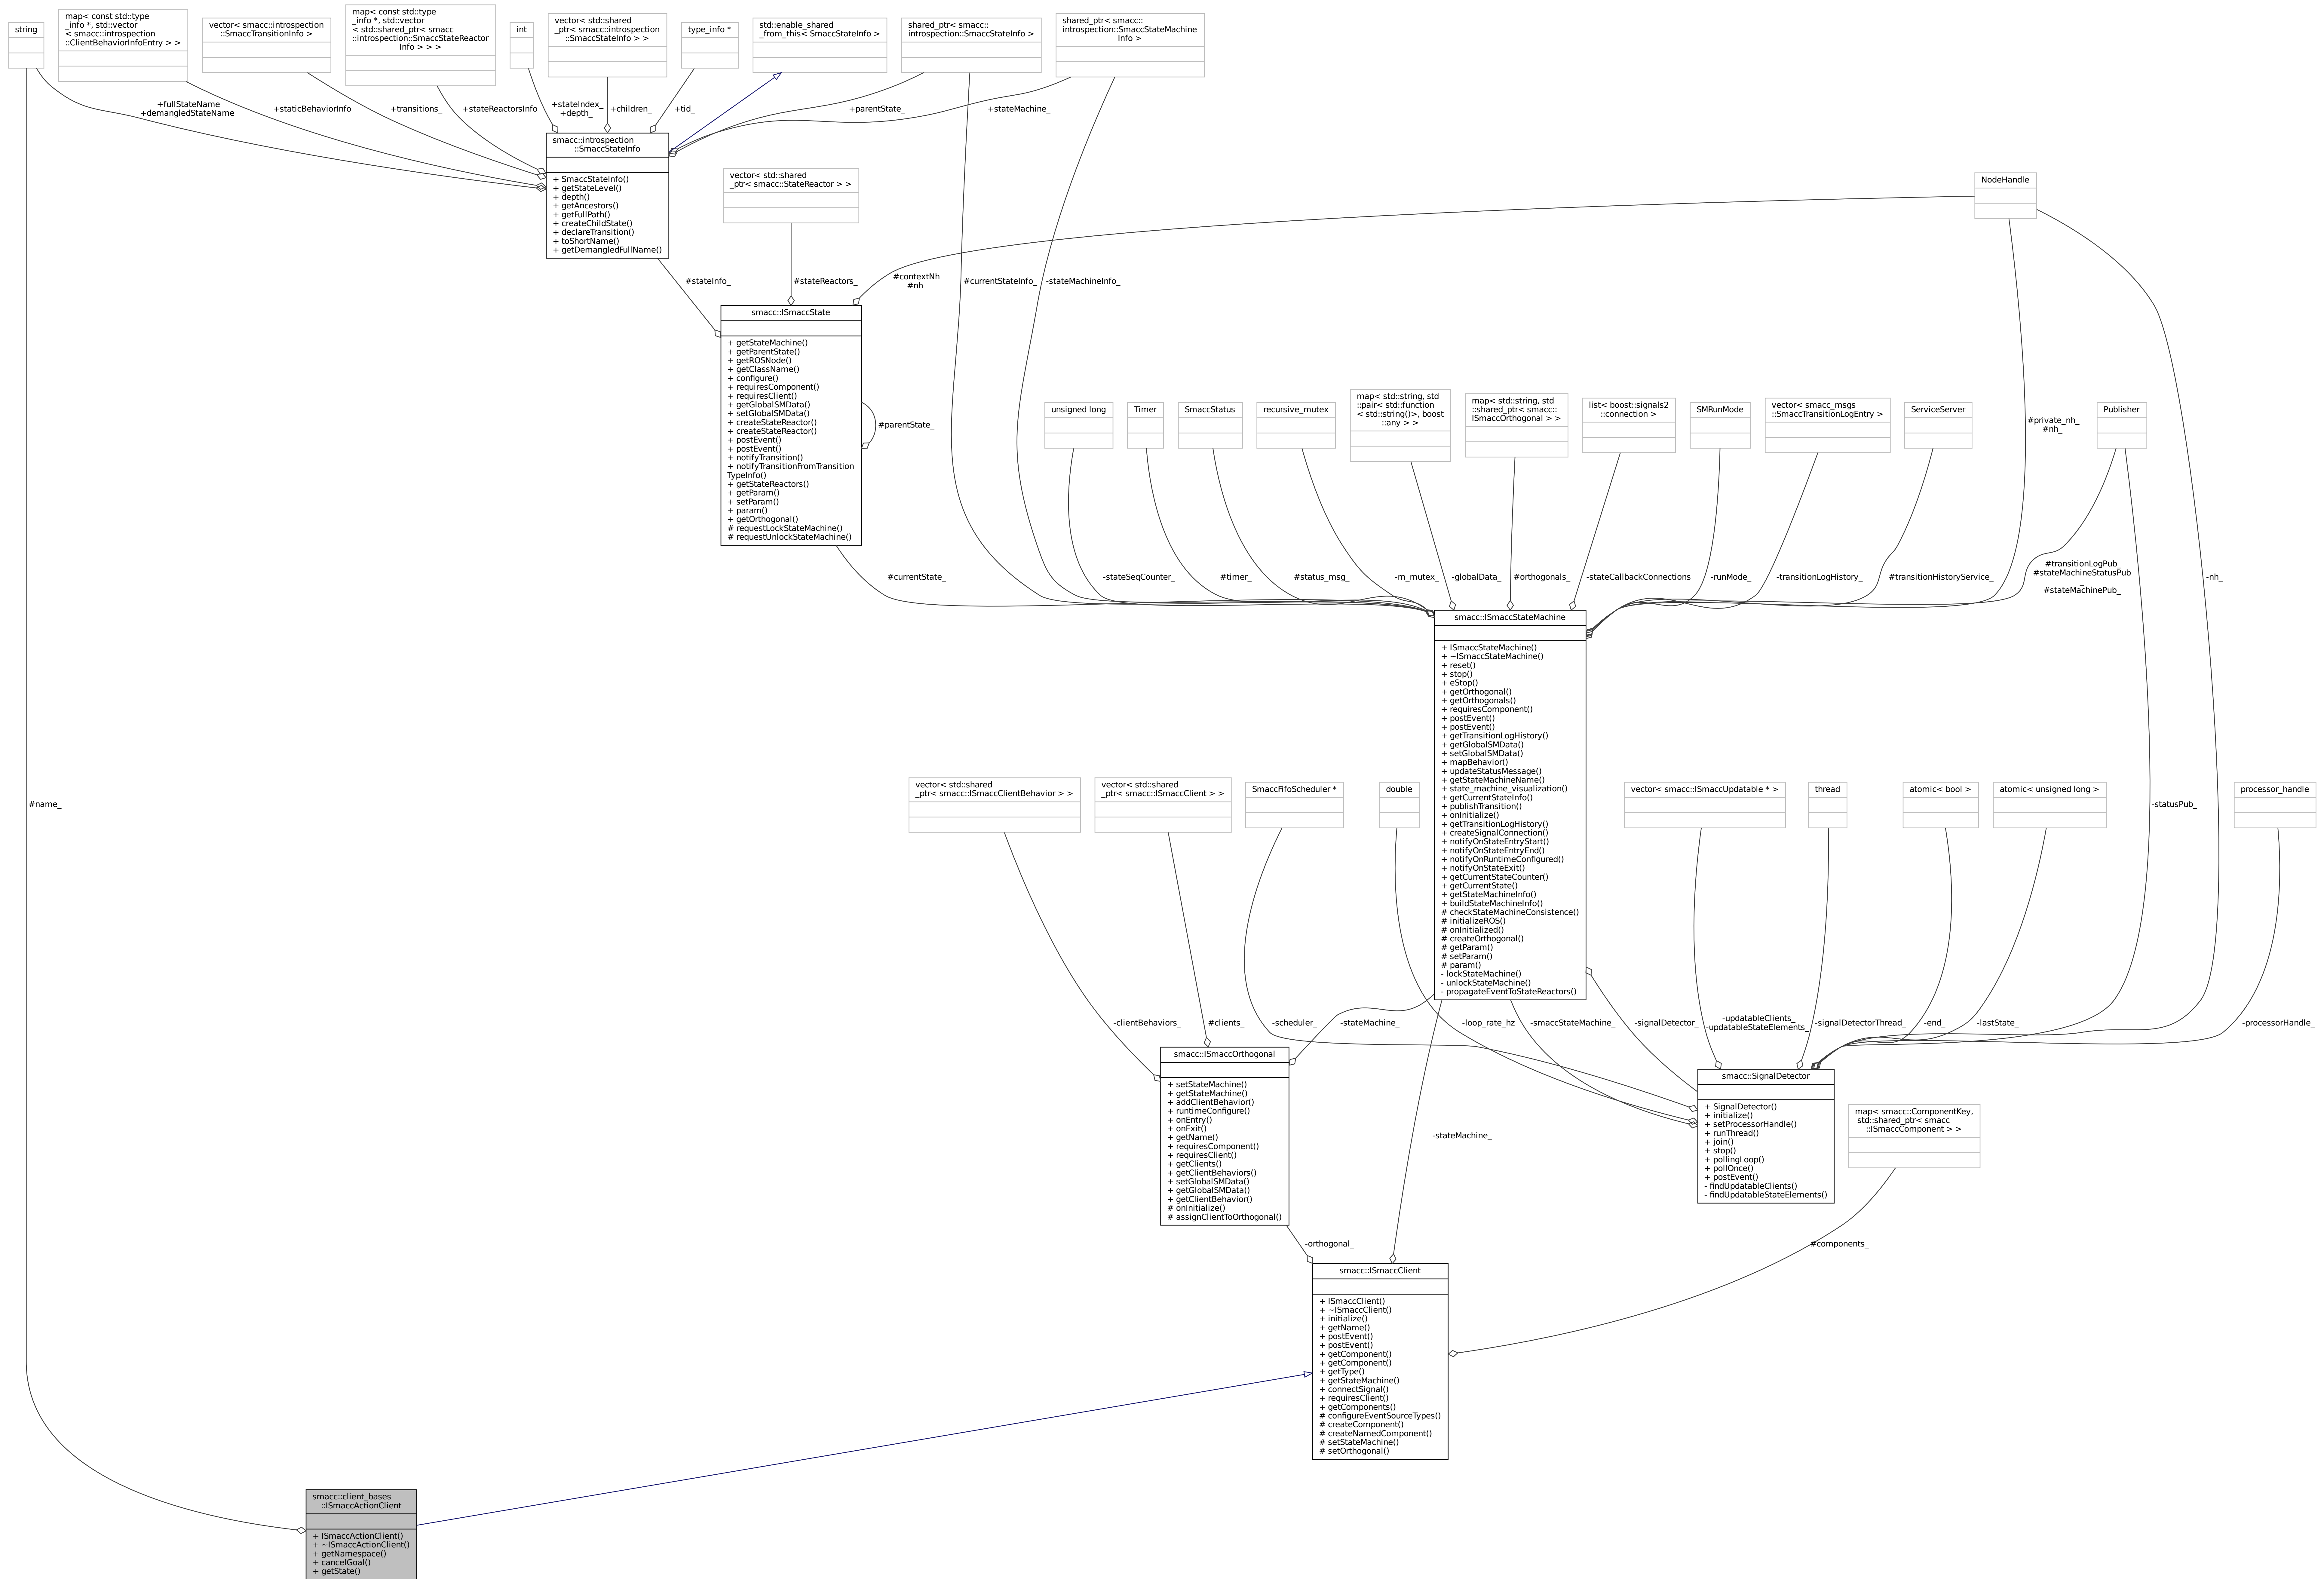 string
map< const std::type
_info *, std::vector
< smacc::introspection
::ClientBehaviorInfoEntry > >
vector< smacc::introspection
::SmaccTransitionInfo >
map< const std::type
_info *, std::vector
< std::shared_ptr< smacc
::introspection::SmaccStateReactor
Info > > >
int
vector< std::shared
_ptr< smacc::introspection
::SmaccStateInfo > >
type_info *
std::enable_shared
_from_this< SmaccStateInfo >
shared_ptr< smacc::
introspection::SmaccStateInfo >
shared_ptr< smacc::
introspection::SmaccStateMachine
Info >
+fullStateName
+demangledStateName
+staticBehaviorInfo
+transitions_
+stateReactorsInfo
+stateIndex_
+depth_
+children_
+tid_
+parentState_
+stateMachine_
smacc::introspection
::SmaccStateInfo
+ SmaccStateInfo()
+ getStateLevel()
+ depth()
+ getAncestors()
+ getFullPath()
+ createChildState()
+ declareTransition()
+ toShortName()
+ getDemangledFullName()
vector< std::shared
_ptr< smacc::StateReactor > >
NodeHandle
#stateInfo_
#stateReactors_
#contextNh
#nh
#currentStateInfo_
-stateMachineInfo_
smacc::ISmaccState
+ getStateMachine()
+ getParentState()
+ getROSNode()
+ getClassName()
+ configure()
+ requiresComponent()
+ requiresClient()
+ getGlobalSMData()
+ setGlobalSMData()
+ createStateReactor()
+ createStateReactor()
+ postEvent()
+ postEvent()
+ notifyTransition()
+ notifyTransitionFromTransition
TypeInfo()
+ getStateReactors()
+ getParam()
+ setParam()
+ param()
+ getOrthogonal()
# requestLockStateMachine()
# requestUnlockStateMachine()
#parentState_
unsigned long
Timer
SmaccStatus
recursive_mutex
map< std::string, std
::pair< std::function
< std::string()>, boost
::any > >
map< std::string, std
::shared_ptr< smacc::
ISmaccOrthogonal > >
list< boost::signals2
::connection >
SMRunMode
vector< smacc_msgs
::SmaccTransitionLogEntry >
ServiceServer
#private_nh_
#nh_
Publisher
#currentState_
-stateSeqCounter_
#timer_
#status_msg_
-m_mutex_
-globalData_
#orthogonals_
-stateCallbackConnections
-runMode_
-transitionLogHistory_
#transitionHistoryService_
#transitionLogPub_
#stateMachineStatusPub
_
#stateMachinePub_
-nh_
smacc::ISmaccStateMachine
+ ISmaccStateMachine()
+ ~ISmaccStateMachine()
+ reset()
+ stop()
+ eStop()
+ getOrthogonal()
+ getOrthogonals()
+ requiresComponent()
+ postEvent()
+ postEvent()
+ getTransitionLogHistory()
+ getGlobalSMData()
+ setGlobalSMData()
+ mapBehavior()
+ updateStatusMessage()
+ getStateMachineName()
+ state_machine_visualization()
+ getCurrentStateInfo()
+ publishTransition()
+ onInitialize()
+ getTransitionLogHistory()
+ createSignalConnection()
+ notifyOnStateEntryStart()
+ notifyOnStateEntryEnd()
+ notifyOnRuntimeConfigured()
+ notifyOnStateExit()
+ getCurrentStateCounter()
+ getCurrentState()
+ getStateMachineInfo()
+ buildStateMachineInfo()
# checkStateMachineConsistence()
# initializeROS()
# onInitialized()
# createOrthogonal()
# getParam()
# setParam()
# param()
- lockStateMachine()
- unlockStateMachine()
- propagateEventToStateReactors()
#name_
vector< std::shared
_ptr< smacc::ISmaccClientBehavior > >
vector< std::shared
_ptr< smacc::ISmaccClient > >
SmaccFifoScheduler *
double
vector< smacc::ISmaccUpdatable * >
thread
atomic< bool >
atomic< unsigned long >
-statusPub_
processor_handle
-clientBehaviors_
#clients_
-scheduler_
-stateMachine_
-loop_rate_hz
-smaccStateMachine_
-signalDetector_
-updatableClients_
-updatableStateElements_
-signalDetectorThread_
-end_
-lastState_
-processorHandle_
smacc::ISmaccOrthogonal
+ setStateMachine()
+ getStateMachine()
+ addClientBehavior()
+ runtimeConfigure()
+ onEntry()
+ onExit()
+ getName()
+ requiresComponent()
+ requiresClient()
+ getClients()
+ getClientBehaviors()
+ setGlobalSMData()
+ getGlobalSMData()
+ getClientBehavior()
# onInitialize()
# assignClientToOrthogonal()
smacc::SignalDetector
+ SignalDetector()
+ initialize()
+ setProcessorHandle()
+ runThread()
+ join()
+ stop()
+ pollingLoop()
+ pollOnce()
+ postEvent()
- findUpdatableClients()
- findUpdatableStateElements()
map< smacc::ComponentKey,
std::shared_ptr< smacc
::ISmaccComponent > >
-stateMachine_
-orthogonal_
#components_
smacc::ISmaccClient
+ ISmaccClient()
+ ~ISmaccClient()
+ initialize()
+ getName()
+ postEvent()
+ postEvent()
+ getComponent()
+ getComponent()
+ getType()
+ getStateMachine()
+ connectSignal()
+ requiresClient()
+ getComponents()
# configureEventSourceTypes()
# createComponent()
# createNamedComponent()
# setStateMachine()
# setOrthogonal()
smacc::client_bases
::ISmaccActionClient
+ ISmaccActionClient()
+ ~ISmaccActionClient()
+ getNamespace()
+ cancelGoal()
+ getState()